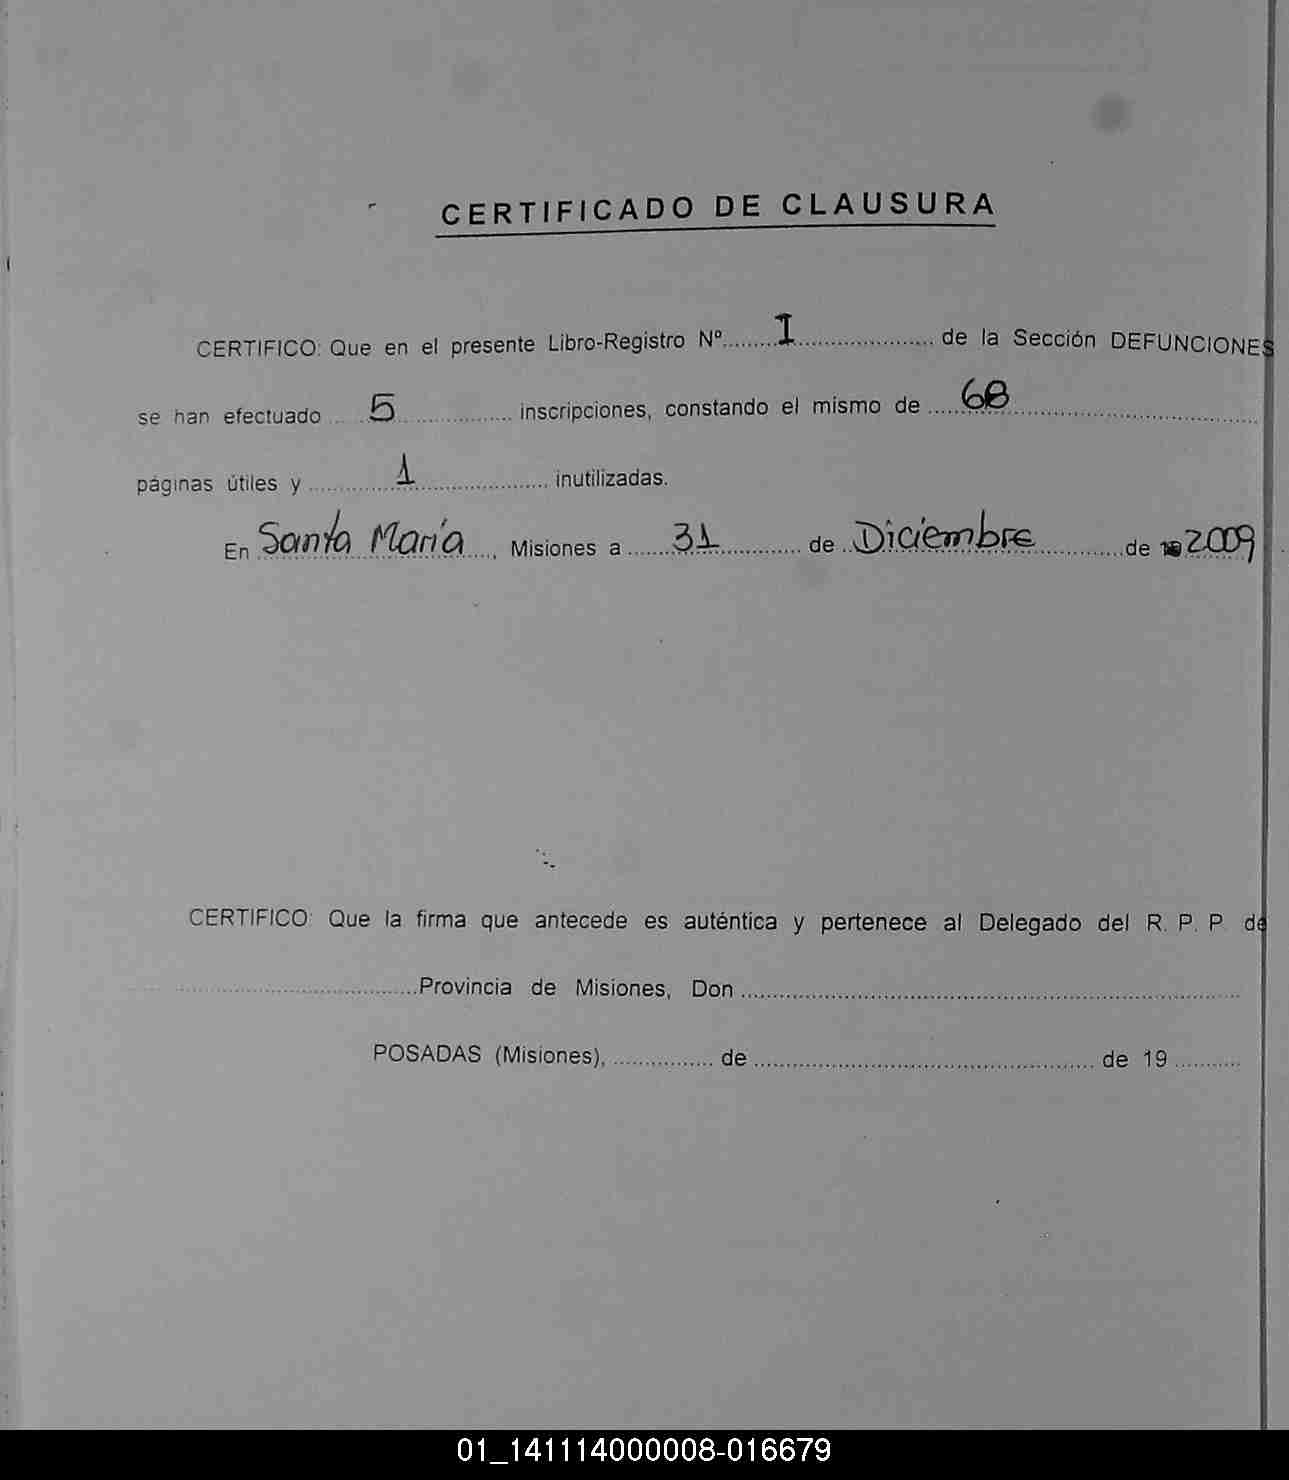 CERTIFICADO DE CLAUSURA
CERTIFICO: Que en el presente Libro-Registro Nº.........I..................... de la Sección DEFUNCIONES
se han efectuado ......5.................. inscripciones, constando el mismo de .....68........................................
páginas útiles y ...............1....................... inutilizadas.
En Santa María, Misiones a .......31............. de ..Diciembre...............de 2009
CERTIFICO: Que la firma que antecede es auténtica y pertenece al Delegado del R. P. P. de
........................................Provincia de Misiones, Don ...............................................................................
POSADAS (Misiones), ................ de ..................................................... de 19 ...........
01_141114000008-016679